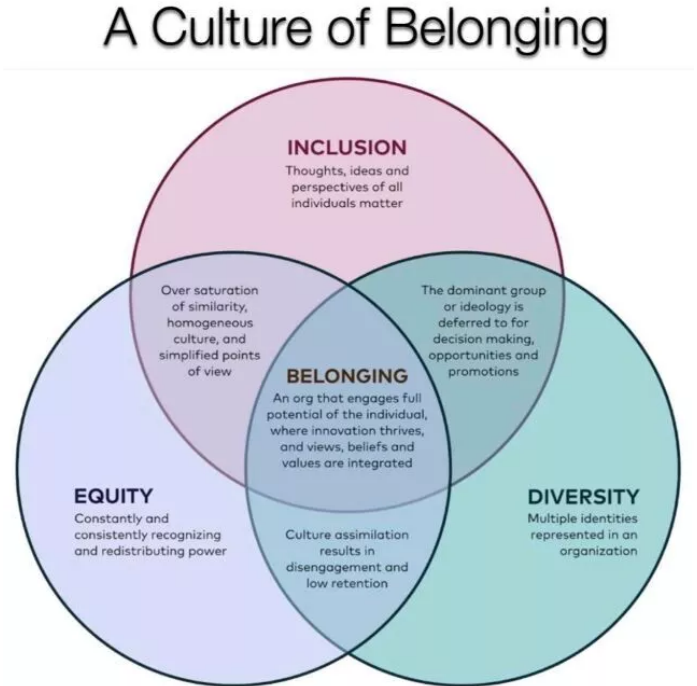 A Culture of Belonging
INCLUSION
Thoughts, ideas and
perspectives of all
individuals matter
Over saturation
of similarity,
homogeneous
culture, and
simplified points
of view
The dominant group
or ideology is
deferred to for
decision making,
opportunities and
promotions
BELONGING
An org that engages full
potential of the individual,
where innovation thrives,
and views, beliefs and
values are integrated
EQUITY
Constantly and
consistently recognizing
and redistributing power
DIVERSITY
Multiple identities
represented in an
organization
Culture assimilation
results in
disengagement and
low retention